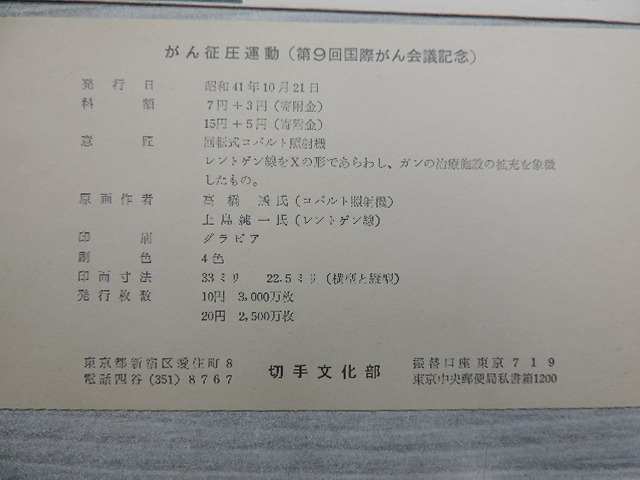 がん征圧運動（第9回国際がん会議記念）
発行日 昭和41年10月21日
料額 7円＋3円（寄附金）
15円＋5円（寄附金）
意匠 回転式コバルト照射機
レントゲン線をXの形であらわし、ガンの治療施設の拡充を象徴
したもの。
原画作者 高橋 氏（コバルト照射機）
上島純一氏（レントゲン線）
印刷 グラビア
刷色 4色
印面寸法 33ミリ 22.5ミリ（横型と縦型）
発行枚数 10円 3,000万枚
20円 2,500万枚
東京都新宿区愛住町8 切手文化部 振替口座東京719
電話四谷(351)8767 東京中央郵便局私書箱1200